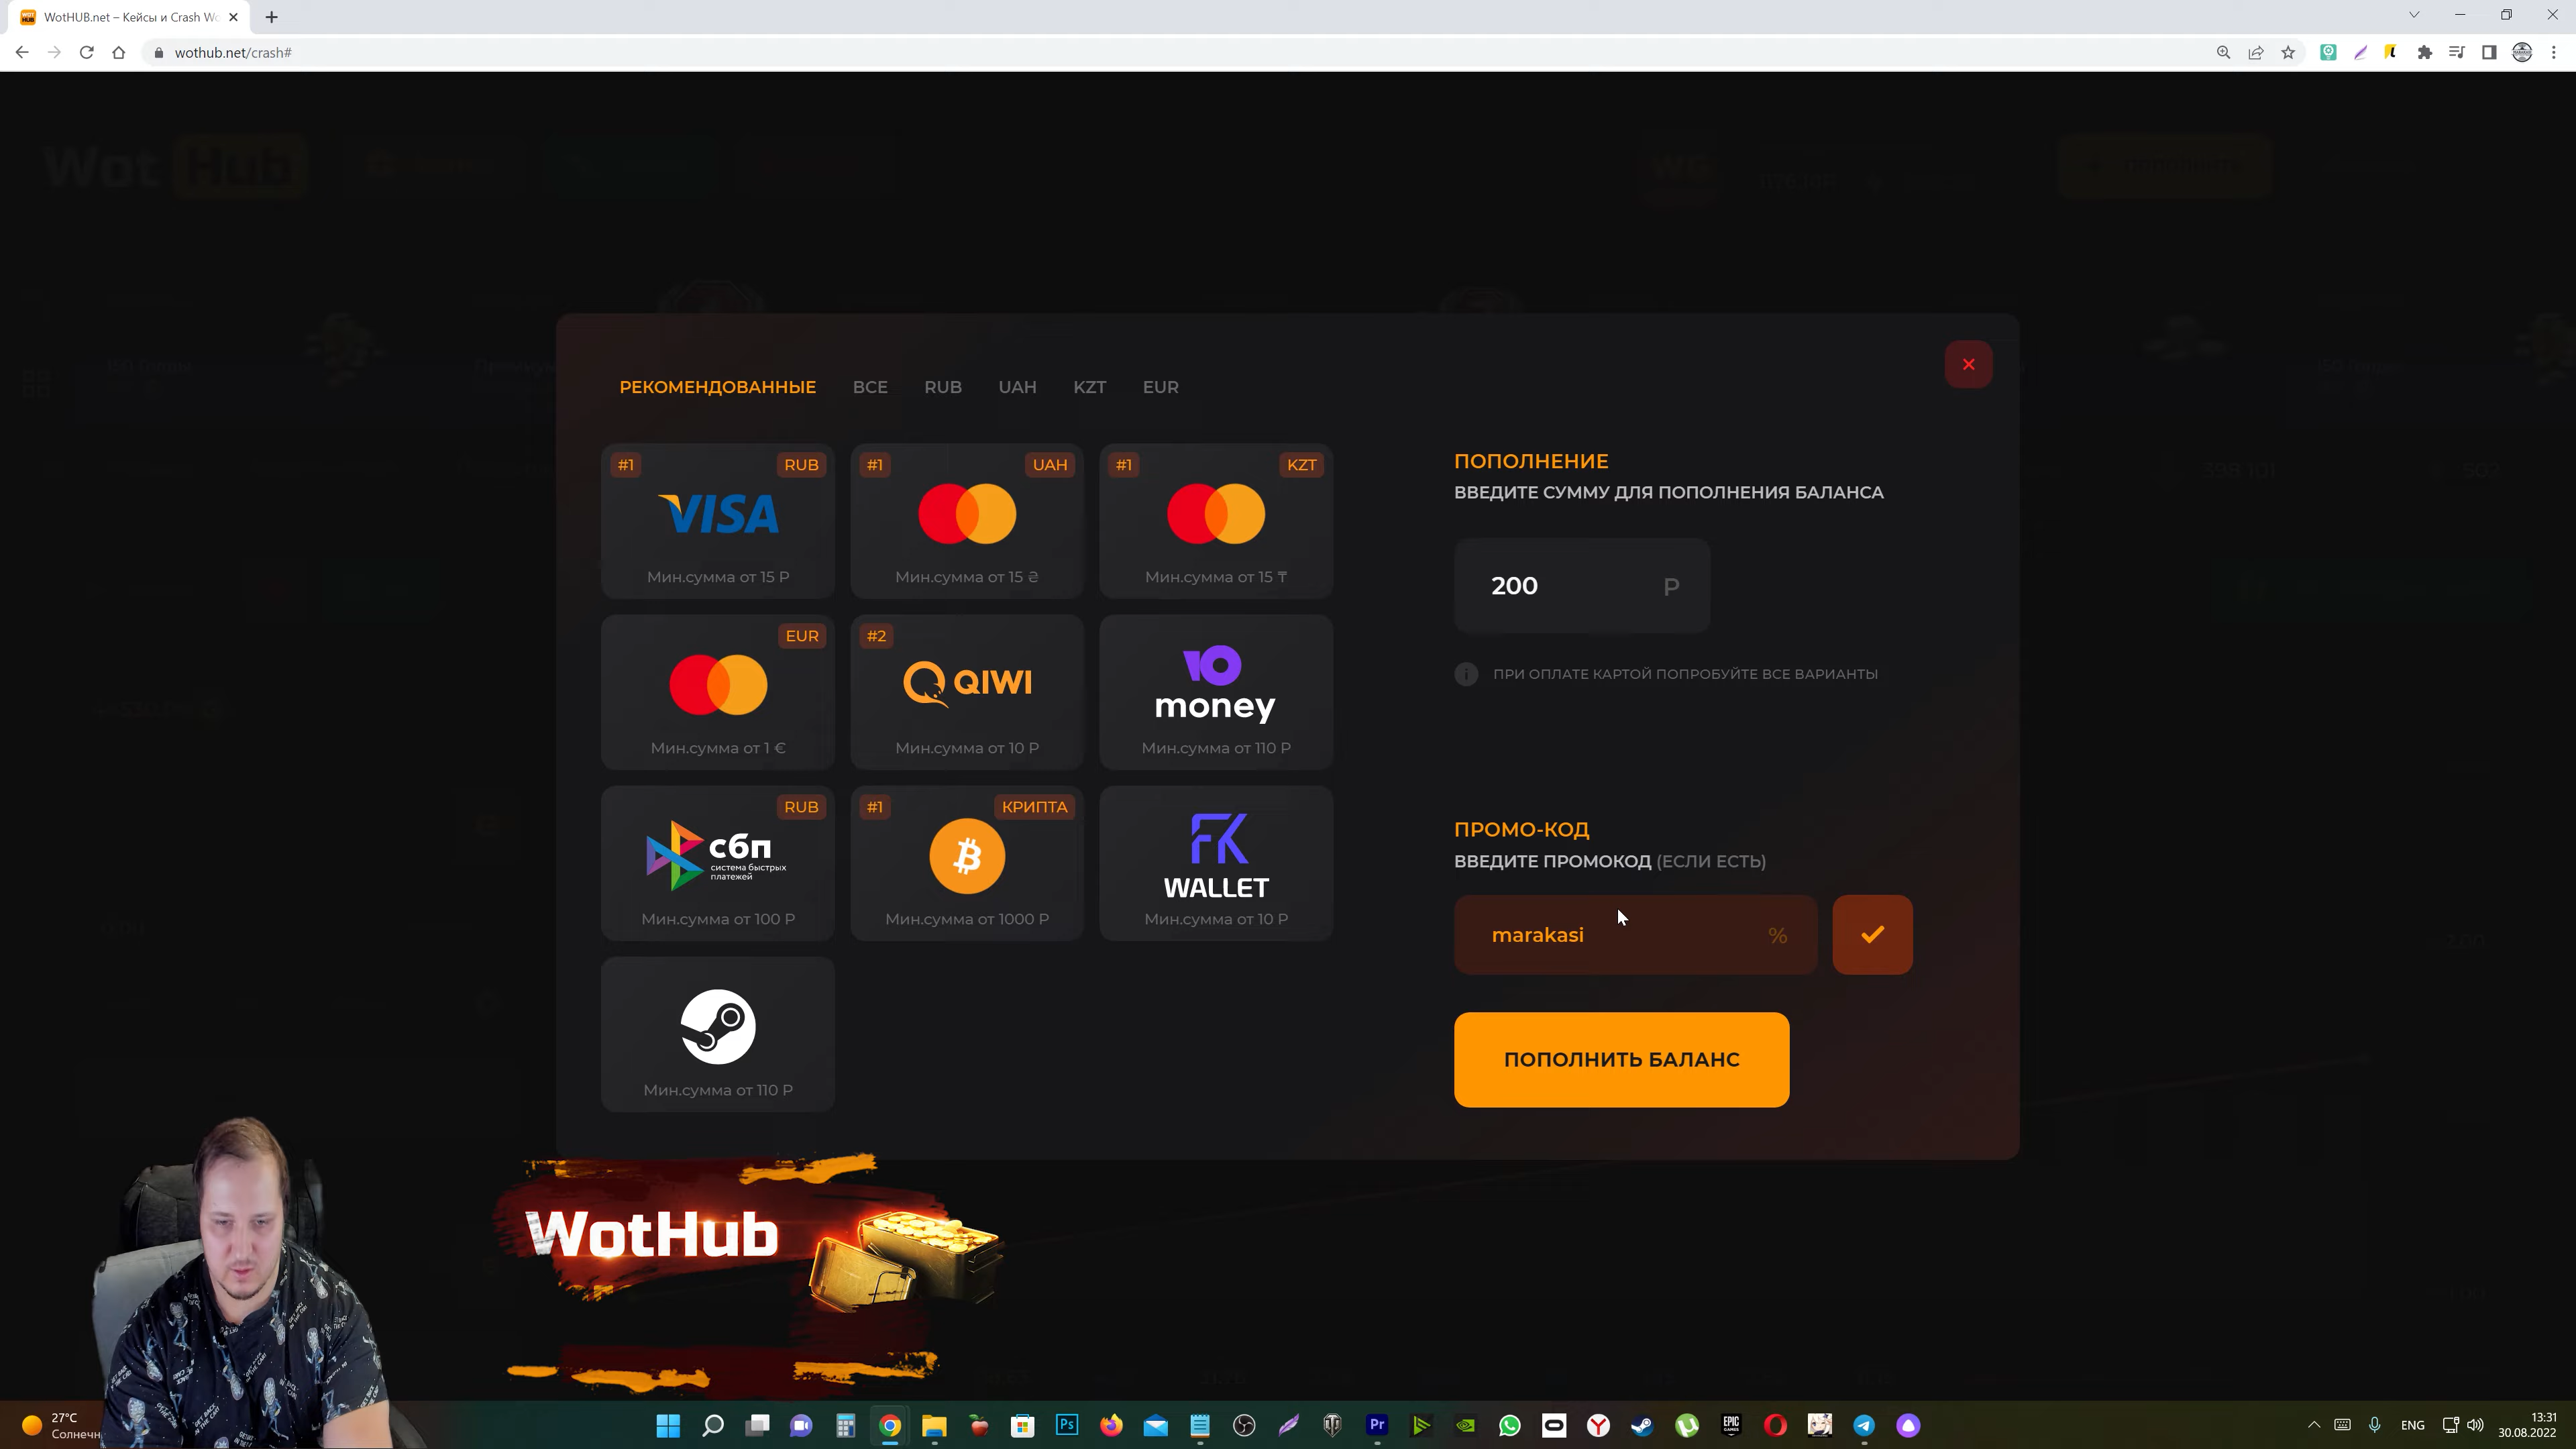 WotHUB.net – Кейсы и Crash Wo
wothub.net/crash#
Wot Hub
РЕКОМЕНДОВАННЫЕ ВСЕ RUB UAH KZT EUR
#1 RUB
VISA
Мин.сумма от 15 Р
#1 UAH
Мин.сумма от 15 ₴
#1 KZT
Мин.сумма от 15 ₸
EUR
Мин.сумма от 1 €
#2
QIWI
Мин.сумма от 10 Р
Ю
money
Мин.сумма от 110 Р
RUB
сбп
система быстрых
платежей
Мин.сумма от 100 Р
#1 КРИПТА
Мин.сумма от 1000 Р
FK
WALLET
Мин.сумма от 10 Р
Мин.сумма от 110 Р
ПОПОЛНЕНИЕ
ВВЕДИТЕ СУММУ ДЛЯ ПОПОЛНЕНИЯ БАЛАНСА
200 Р
ПРИ ОПЛАТЕ КАРТОЙ ПОПРОБУЙТЕ ВСЕ ВАРИАНТЫ
ПРОМО-КОД
ВВЕДИТЕ ПРОМОКОД (ЕСЛИ ЕСТЬ)
marakasi %
ПОПОЛНИТЬ БАЛАНС
WotHub
27°C
Солнечн
ENG
13:31
30.08.2022